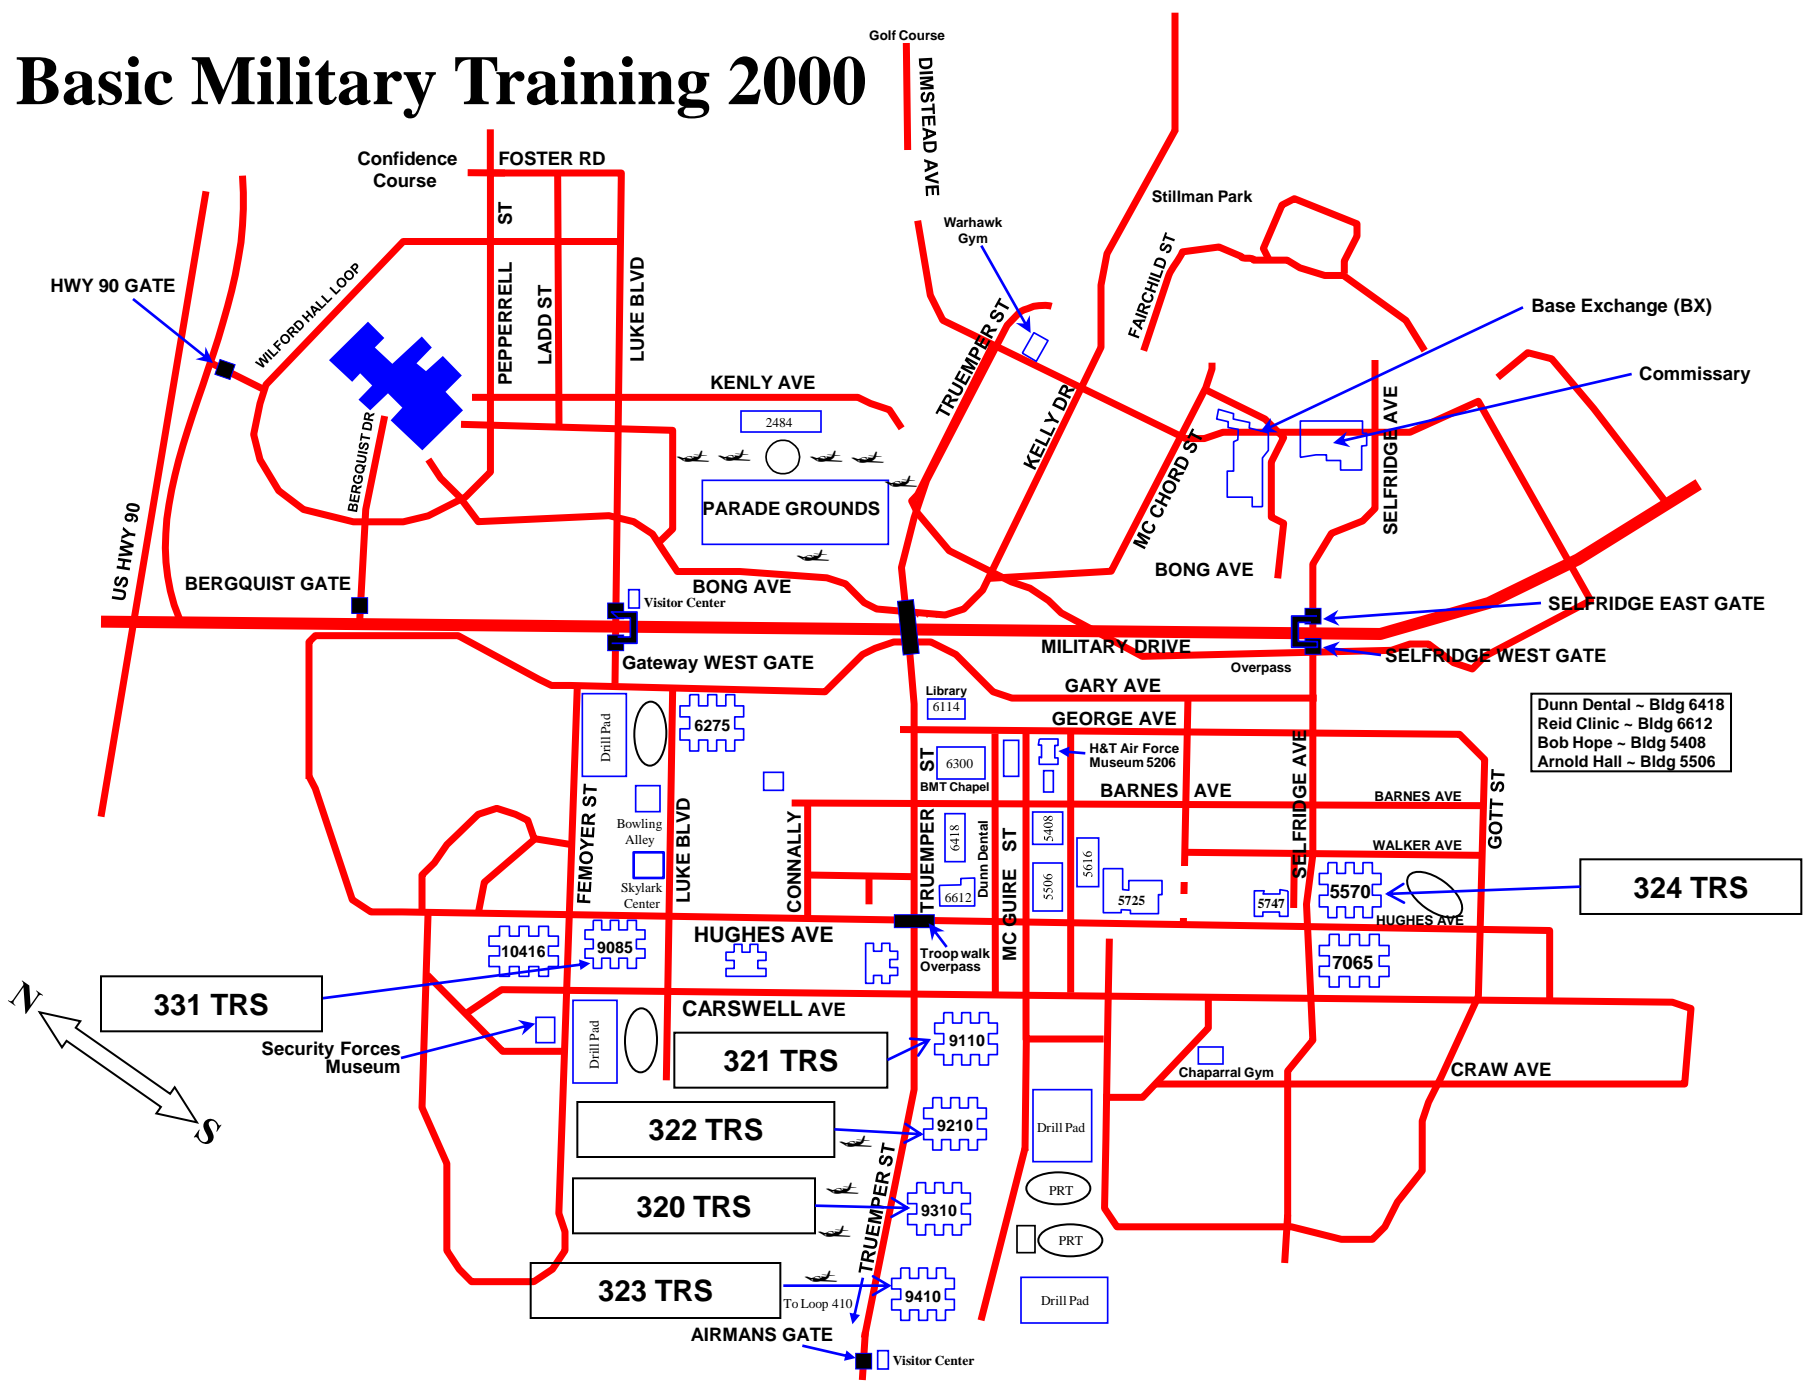 Basic Military Training 2000
Golf Course
DIMSTEAD AVE
Confidence
Course
FOSTER RD
PEPPERRELL ST
LADD ST
LUKE BLVD
WILFORD HALL LOOP
HWY 90 GATE
US HWY 90
BERGQUIST DR
BERGQUIST GATE
KENLY AVE
2484
PARADE GROUNDS
BONG AVE
Visitor Center
Gateway WEST GATE
Warhawk
Gym
TRUEMPER ST
KELLY DR
Stillman Park
FAIRCHILD ST
MC CHORD ST
SELFRIDGE AVE
Base Exchange (BX)
Commissary
BONG AVE
SELFRIDGE EAST GATE
MILITARY DRIVE
SELFRIDGE WEST GATE
Overpass
GARY AVE
Library
6114
GEORGE AVE
Dunn Dental ~ Bldg 6418
Reid Clinic ~ Bldg 6612
Bob Hope ~ Bldg 5408
Arnold Hall ~ Bldg 5506
Drill Pad
6275
FEMOYER ST
Bowling
Alley
Skylark
Center
LUKE BLVD
CONNALLY
TRUEMPER ST
6300
BMT Chapel
H&T Air Force
Museum 5206
BARNES AVE
BARNES AVE
6418
Dunn Dental
6612
MC GUIRE ST
5408
5506
5616
5725
WALKER AVE
SELFRIDGE AVE
GOTT ST
5747
5570
324 TRS
HUGHES AVE
7065
10416
9085
HUGHES AVE
Troop walk
Overpass
331 TRS
CARSWELL AVE
N
S
Security Forces
Museum
Drill Pad
321 TRS
9110
Chaparral Gym
CRAW AVE
322 TRS
9210
Drill Pad
320 TRS
9310
TRUEMPER ST
PRT
PRT
323 TRS
To Loop 410
9410
Drill Pad
AIRMANS GATE
Visitor Center